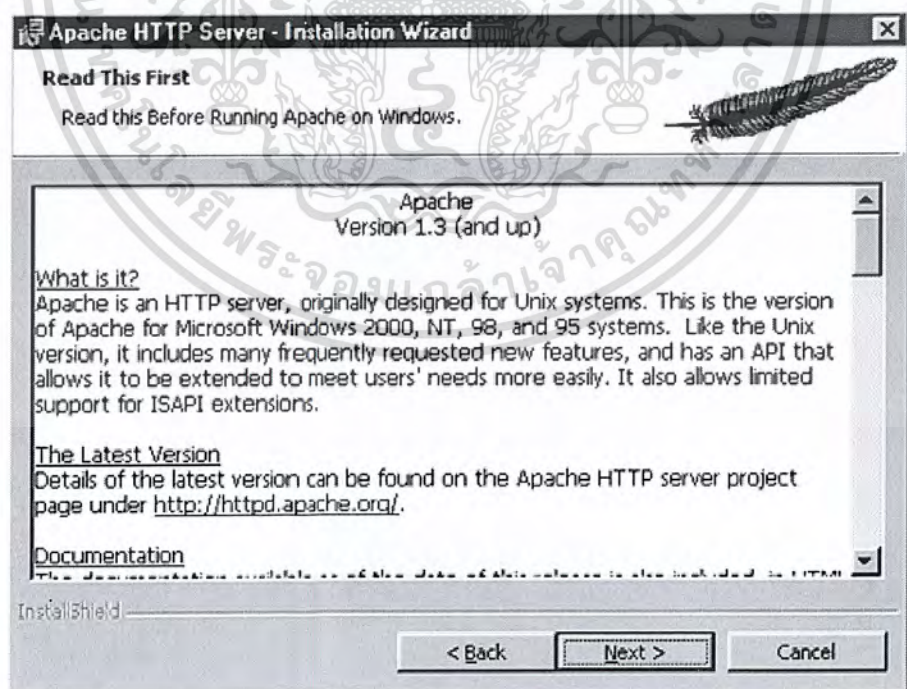 Apache HTTP Server - Installation Wizard
Read This First
Read this Before Running Apache on Windows.
Apache
Version 1.3 (and up)
What is it?
Apache is an HTTP server, originally designed for Unix systems. This is the version
of Apache for Microsoft Windows 2000, NT, 98, and 95 systems. Like the Unix
version, it includes many frequently requested new features, and has an API that
allows it to be extended to meet users' needs more easily. It also allows limited
support for ISAPI extensions.
The Latest Version
Details of the latest version can be found on the Apache HTTP server project
page under http://httpd.apache.org/.
Documentation
InstallShield
< Back
Next >
Cancel